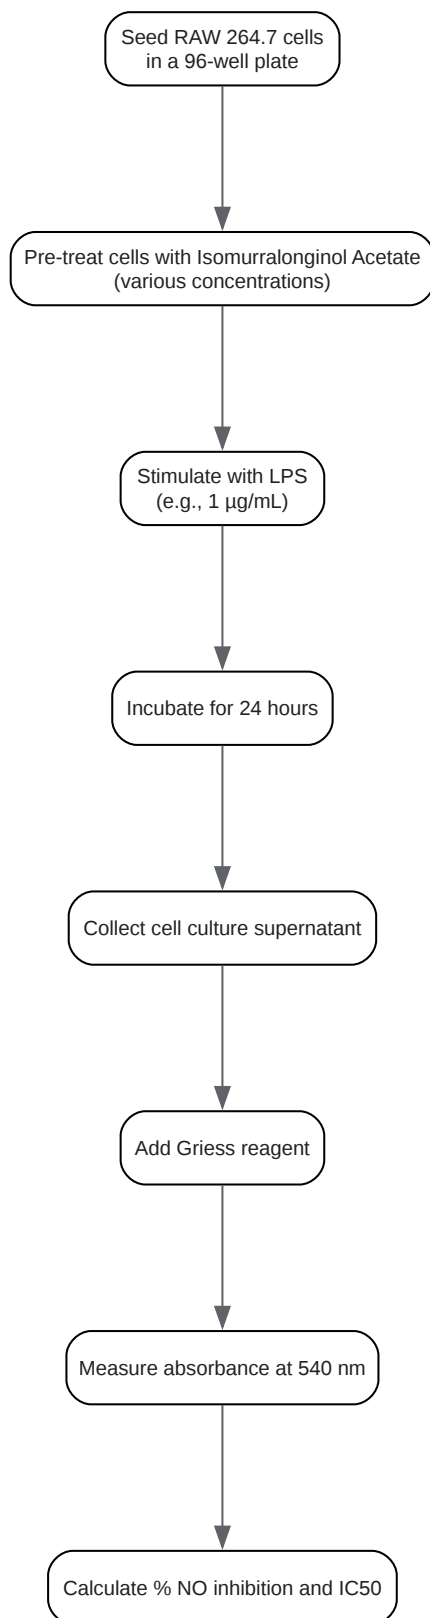 Seed RAW 264.7 cells
in a 96-well plate
Pre-treat cells with Isomurralonginol Acetate
(various concentrations)
Stimulate with LPS
(e.g., 1 µg/mL)
Incubate for 24 hours
Collect cell culture supernatant
Add Griess reagent
Measure absorbance at 540 nm
Calculate % NO inhibition and IC50